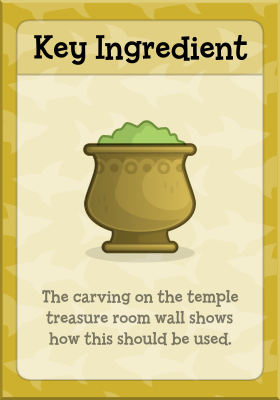 Key Ingredient
The carving on the temple
treasure room wall shows
how this should be used.